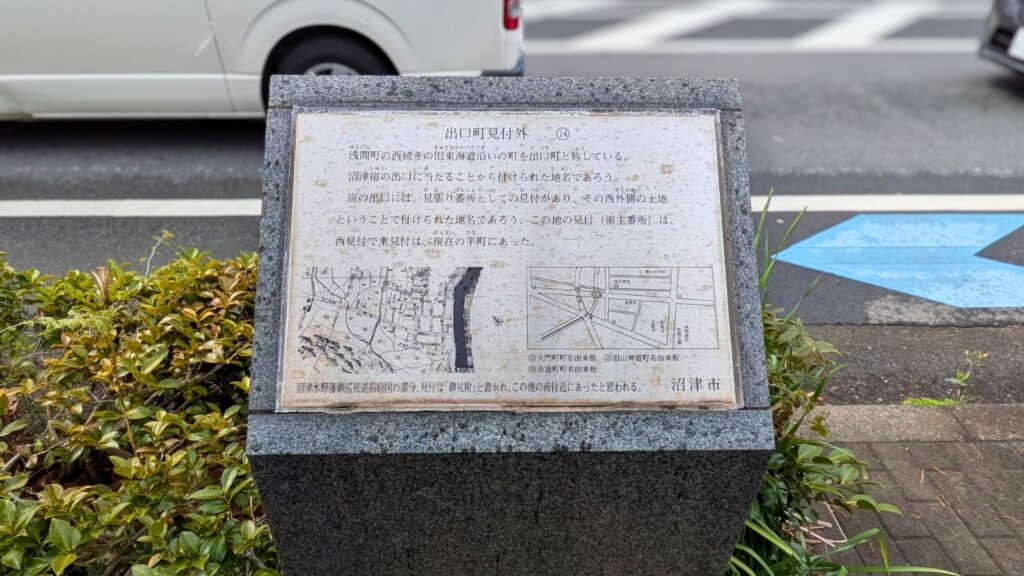 出口町見付外 ⑭
浅間町の西続きの旧東海道沿いの町を出口町と称している。
沼津宿の出口に当たることから付けられた地名であろう。
宿の出口には、見張り番所としての見付があり、その西外側の土地
ということで付けられた地名であろう、この地の見付（領主番所）は、
西見付で東見付は、現在の平町にあった。
⑫大門町町名由来板 ⑬旧山神道町名由来板
⑭市道町町名由来板
沼津水野藩御巡見道筋絵図の部分、見付は「御見附」と書かれ、この地の南付近にあったと思われる。
沼津市